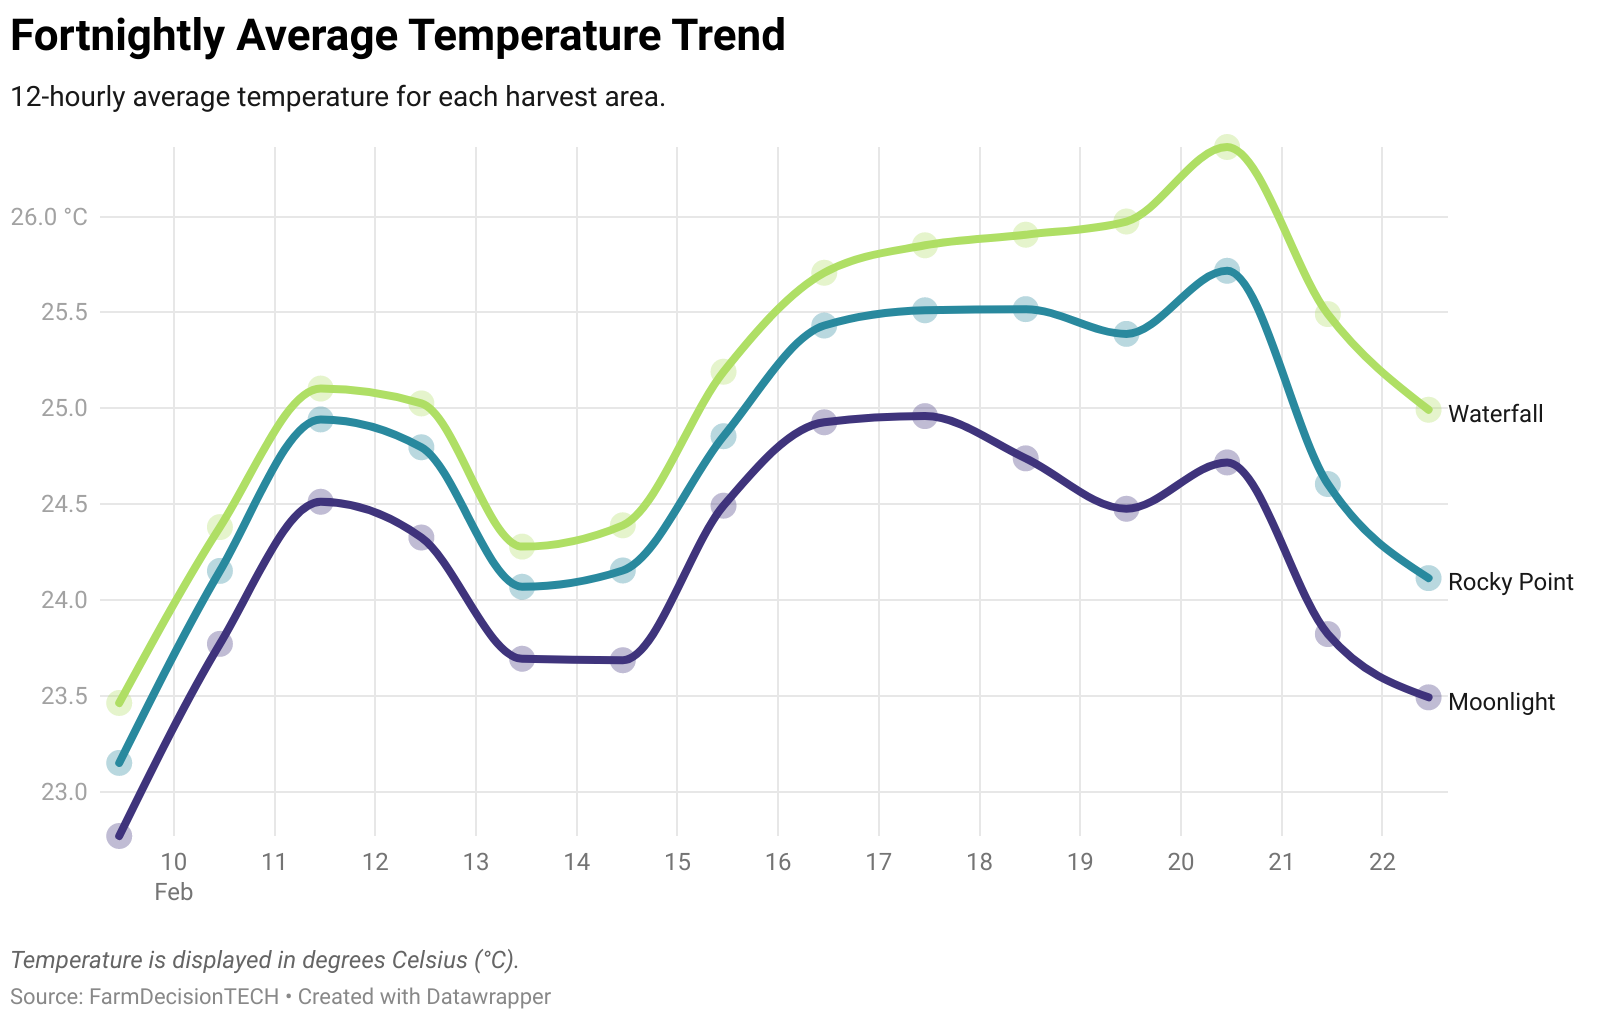 Fortnightly Average Temperature Trend
12-hourly average temperature for each harvest area.
26.0 °C
25.5
25.0
24.5
24.0
23.5
23.0
Waterfall
Rocky Point
Moonlight
10 11 12 13 14 15 16 17 18 19 20 21 22
Feb
Temperature is displayed in degrees Celsius (°C).
Source: FarmDecisionTECH • Created with Datawrapper